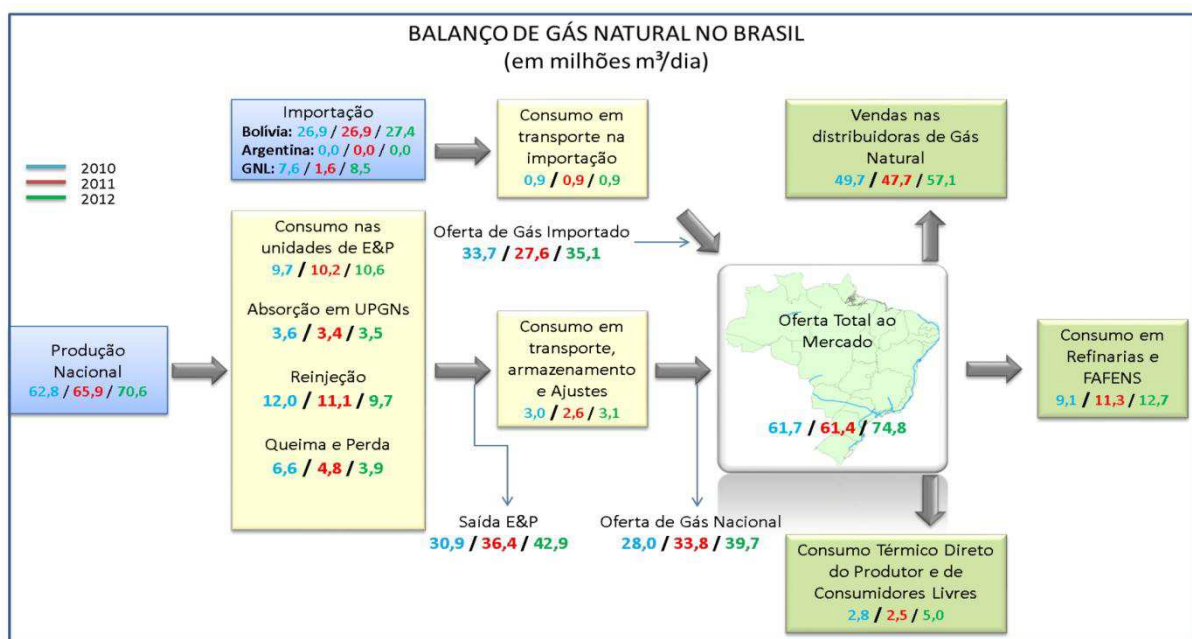 BALANÇO DE GÁS NATURAL NO BRASIL
(em milhões m³/dia)
2010
2011
2012
Importação
Bolívia: 26,9 / 26,9 / 27,4
Argentina: 0,0 / 0,0 / 0,0
GNL: 7,6 / 1,6 / 8,5
Consumo em
transporte na
importação
0,9 / 0,9 / 0,9
Vendas nas
distribuidoras de Gás
Natural
49,7 / 47,7 / 57,1
Oferta de Gás Importado
33,7 / 27,6 / 35,1
Produção
Nacional
62,8 / 65,9 / 70,6
Consumo nas
unidades de E&P
9,7 / 10,2 / 10,6
Absorção em UPGNs
3,6 / 3,4 / 3,5
Reinjeção
12,0 / 11,1 / 9,7
Queima e Perda
6,6 / 4,8 / 3,9
Consumo em
transporte,
armazenamento
e Ajustes
3,0 / 2,6 / 3,1
Oferta Total ao
Mercado
61,7 / 61,4 / 74,8
Consumo em
Refinarias e
FAFENS
9,1 / 11,3 / 12,7
Saída E&P
30,9 / 36,4 / 42,9
Oferta de Gás Nacional
28,0 / 33,8 / 39,7
Consumo Térmico Direto
do Produtor e de
Consumidores Livres
2,8 / 2,5 / 5,0